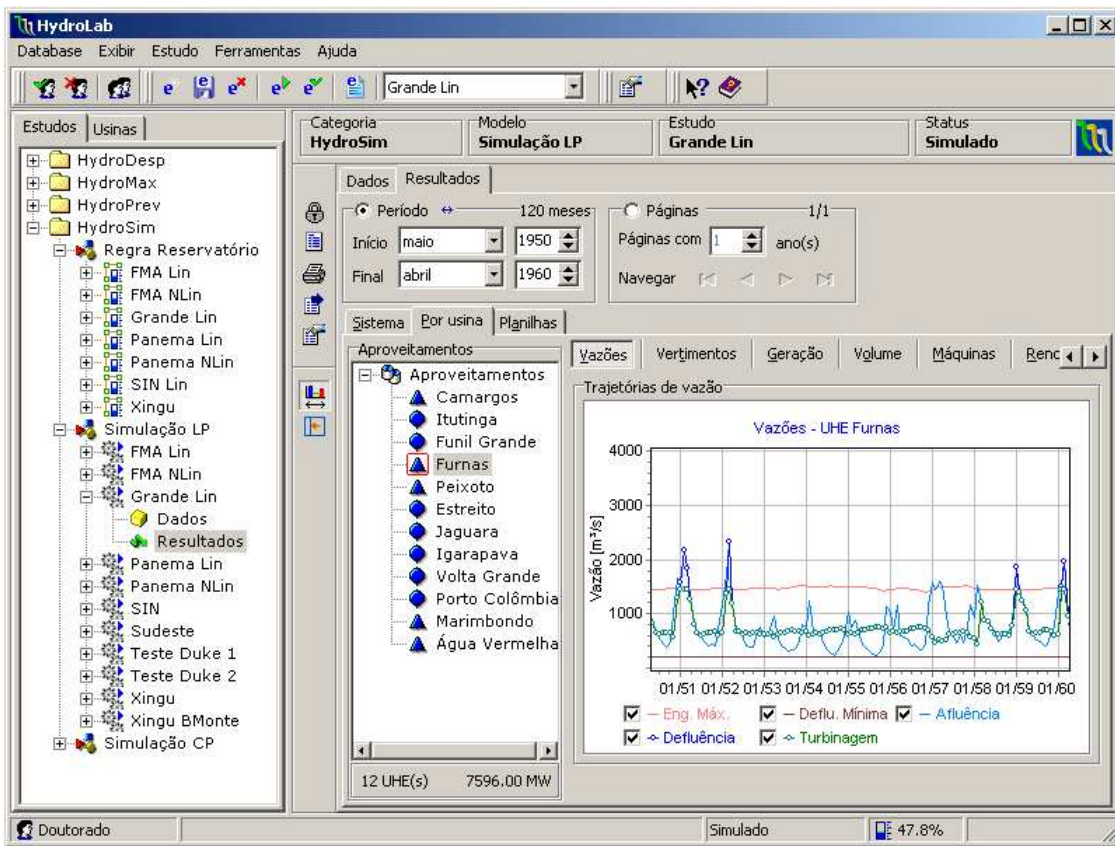 HydroLab
Database Exibir Estudo Ferramentas Ajuda
Grande Lin
Estudos Usinas
HydroDesp
HydroMax
HydroPrev
HydroSim
Regra Reservatório
FMA Lin
FMA NLin
Grande Lin
Panema Lin
Panema NLin
SIN Lin
Xingu
Simulação LP
FMA Lin
FMA NLin
Grande Lin
Dados
Resultados
Panema Lin
Panema NLin
SIN
Sudeste
Teste Duke 1
Teste Duke 2
Xingu
Xingu BMonte
Simulação CP
Categoria Modelo Estudo Status
HydroSim Simulação LP Grande Lin Simulado
Dados Resultados
Período 120 meses
Início maio 1950
Final abril 1960
Páginas 1/1
Páginas com 1 ano(s)
Navegar
Sistema Por usina Planilhas
Aproveitamentos
Aproveitamentos
Camargos
Itutinga
Funil Grande
Furnas
Peixoto
Estreito
Jaguara
Igarapava
Volta Grande
Porto Colômbia
Marimbondo
Água Vermelha
12 UHE(s) 7596.00 MW
Vazões Vertimentos Geração Volume Máquinas Renc
Trajetórias de vazão
Vazões - UHE Furnas
Vazão [m³/s]
4000
3000
2000
1000
01/51 01/52 01/53 01/54 01/55 01/56 01/57 01/58 01/59 01/60
Eng. Máx. Deflu. Mínima Afluência
Defluência Turbinagem
Doutorado Simulado 47.8%